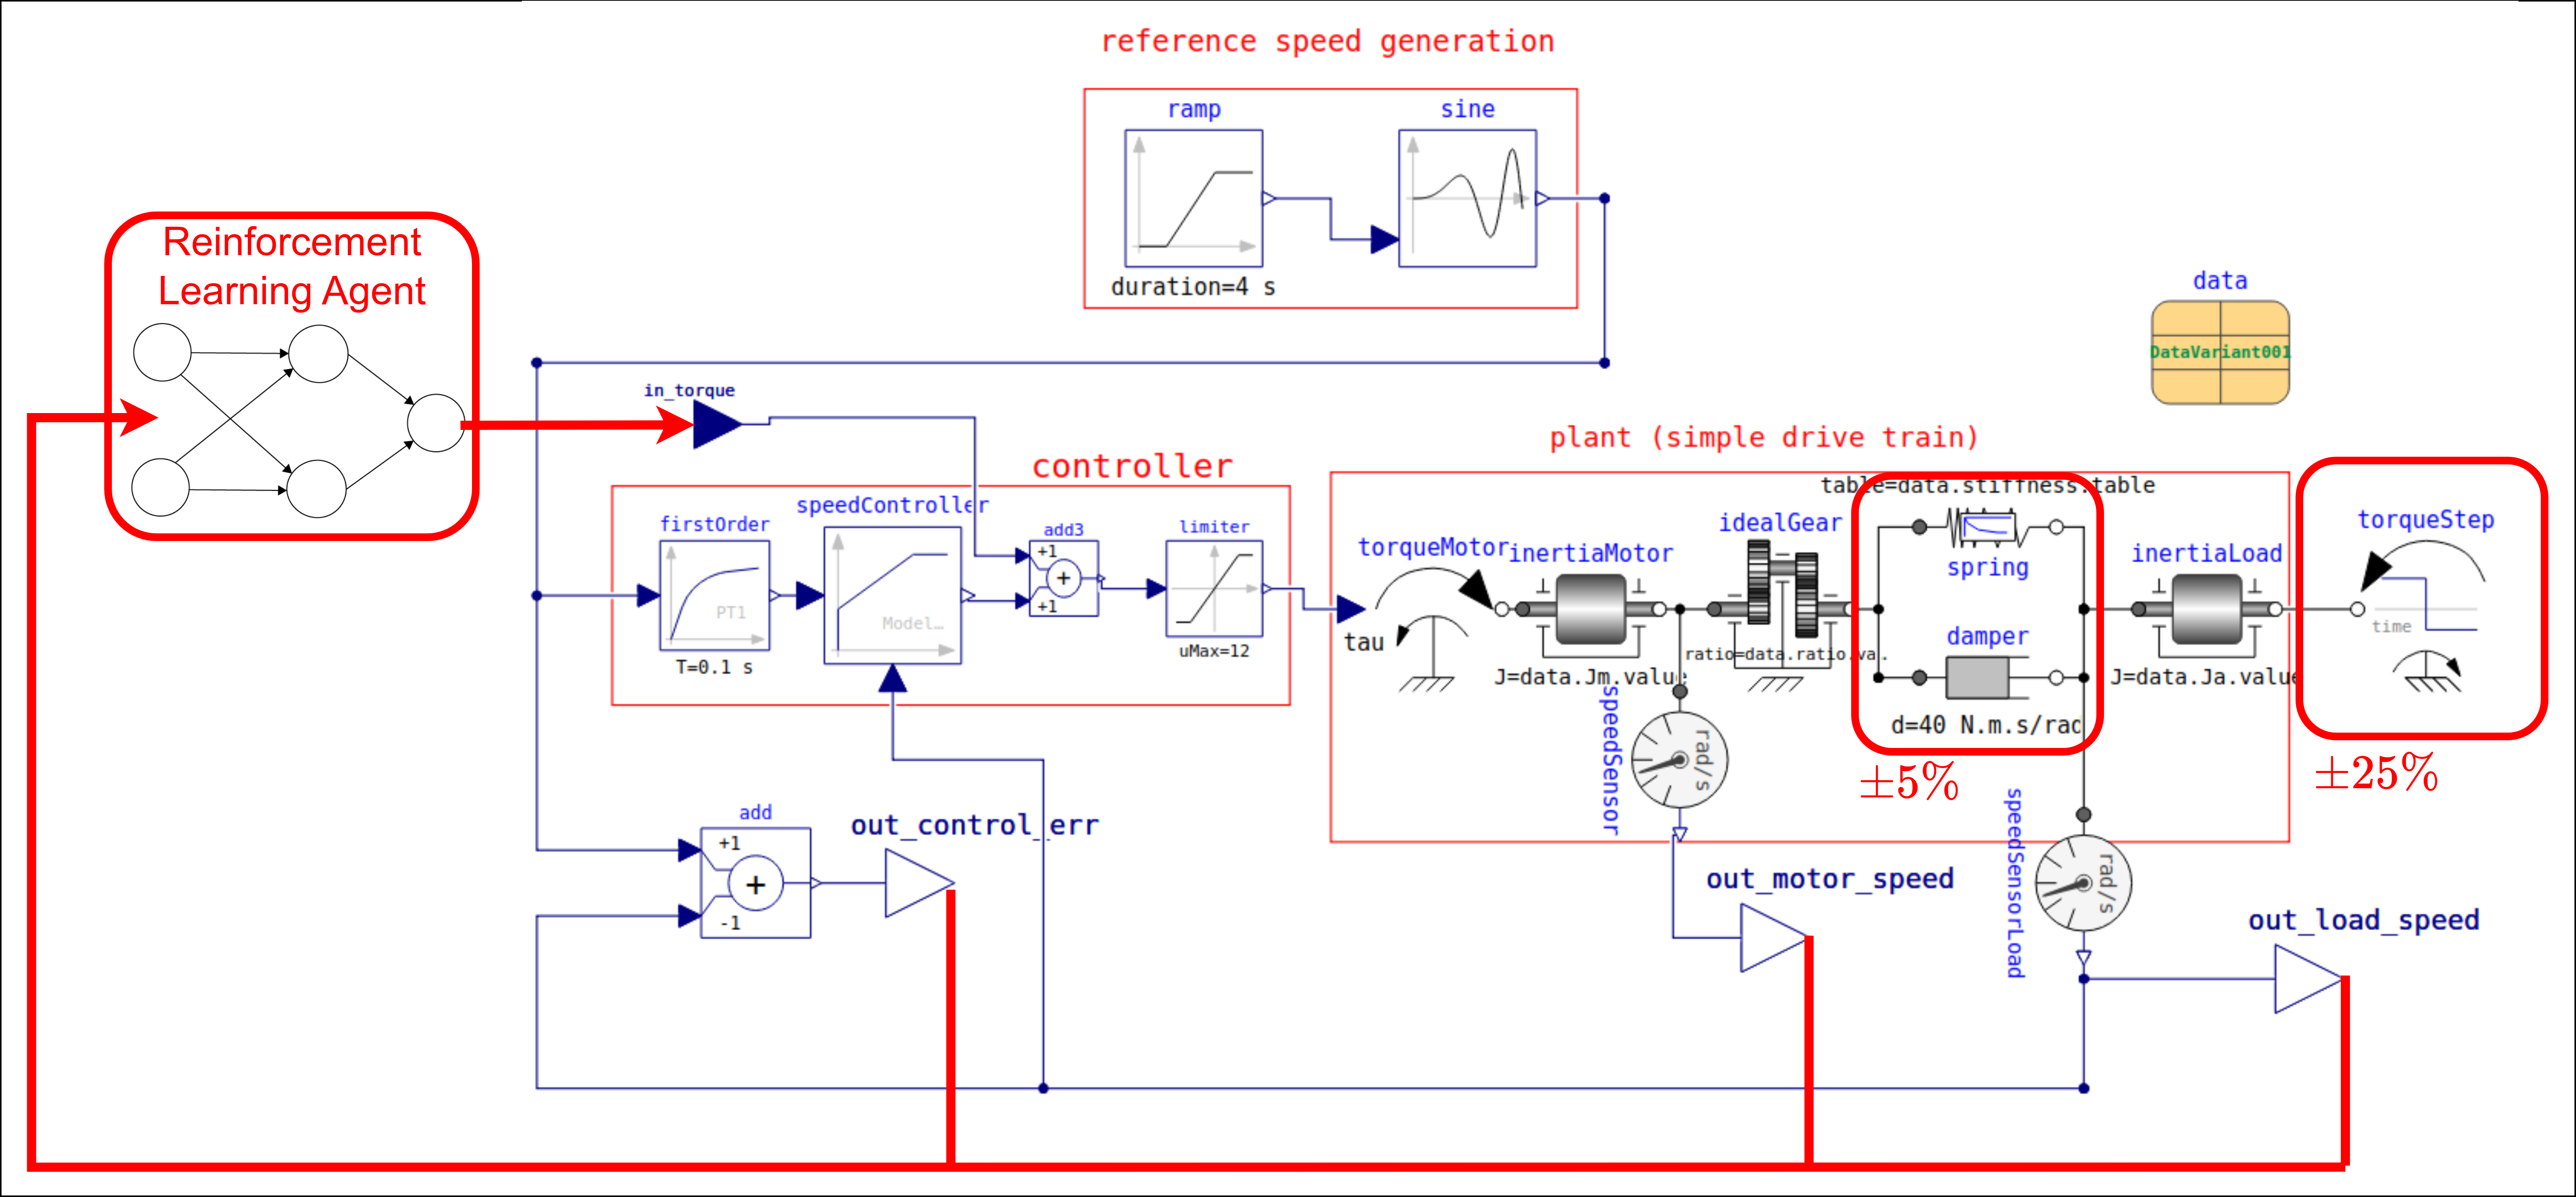 reference speed generation
ramp
sine
duration=4 s
Reinforcement
Learning Agent
data
DataVariant001
in_torque
controller
firstOrder
PT1
T=0.1 s
speedController
Model…
add3
+1
+
+1
limiter
uMax=12
plant (simple drive train)
table=data.stiffness.table
torqueMotor
tau
inertiaMotor
J=data.Jm.value
idealGear
ratio=data.ratio.va.
spring
damper
d=40 N.m.s/rad
±5%
inertiaLoad
J=data.Ja.value
torqueStep
time
±25%
speedSensor
rad/s
speedSensorLoad
rad/s
add
+1
+
-1
out_control_err
out_motor_speed
out_load_speed